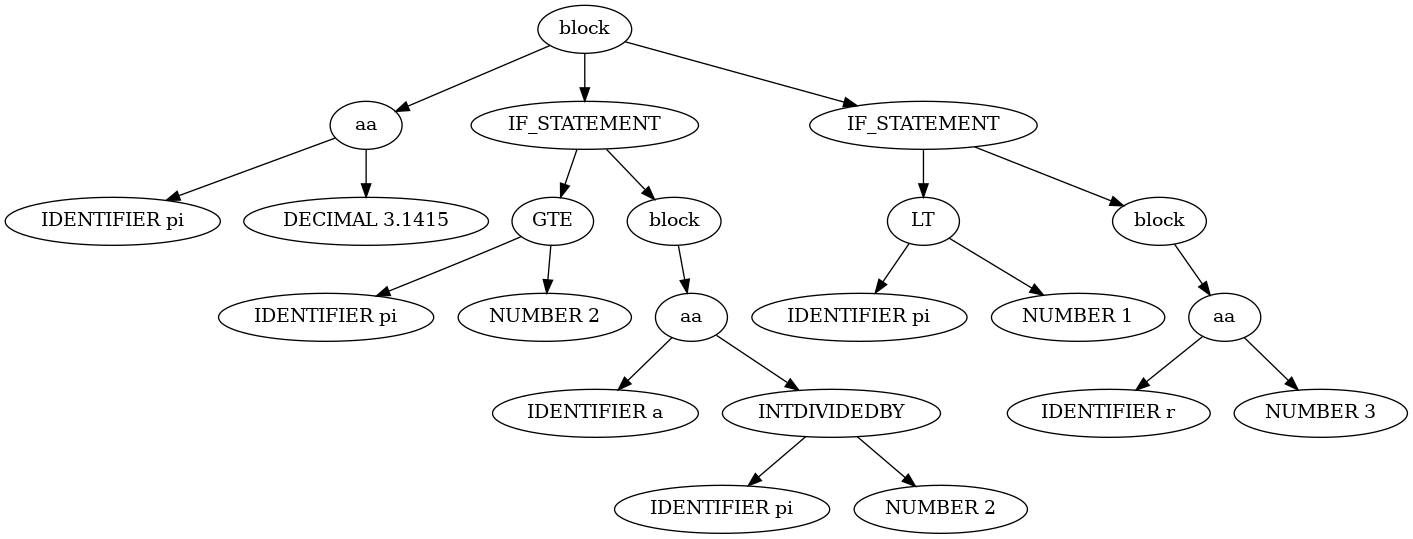 block
aa
IF_STATEMENT
IF_STATEMENT
IDENTIFIER pi
DECIMAL 3.1415
GTE
block
LT
block
IDENTIFIER pi
NUMBER 2
aa
IDENTIFIER pi
NUMBER 1
aa
IDENTIFIER a
INTDIVIDEDBY
IDENTIFIER r
NUMBER 3
IDENTIFIER pi
NUMBER 2